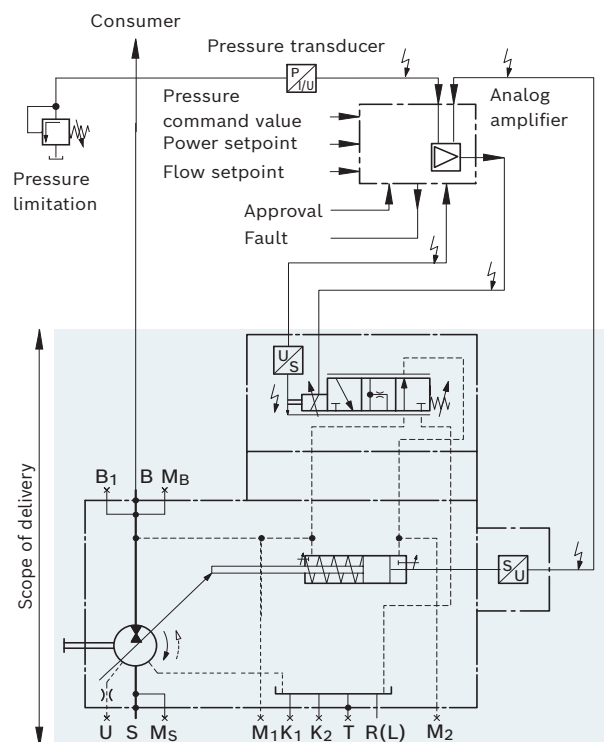 Consumer
Pressure transducer
P
I/U
Pressure
command value
Power setpoint
Flow setpoint
Analog
amplifier
Pressure
limitation
Approval
Fault
U
S
T
T
Scope of delivery
B1 B MB
S
U
U S MS M1 K1 K2 T R(L) M2